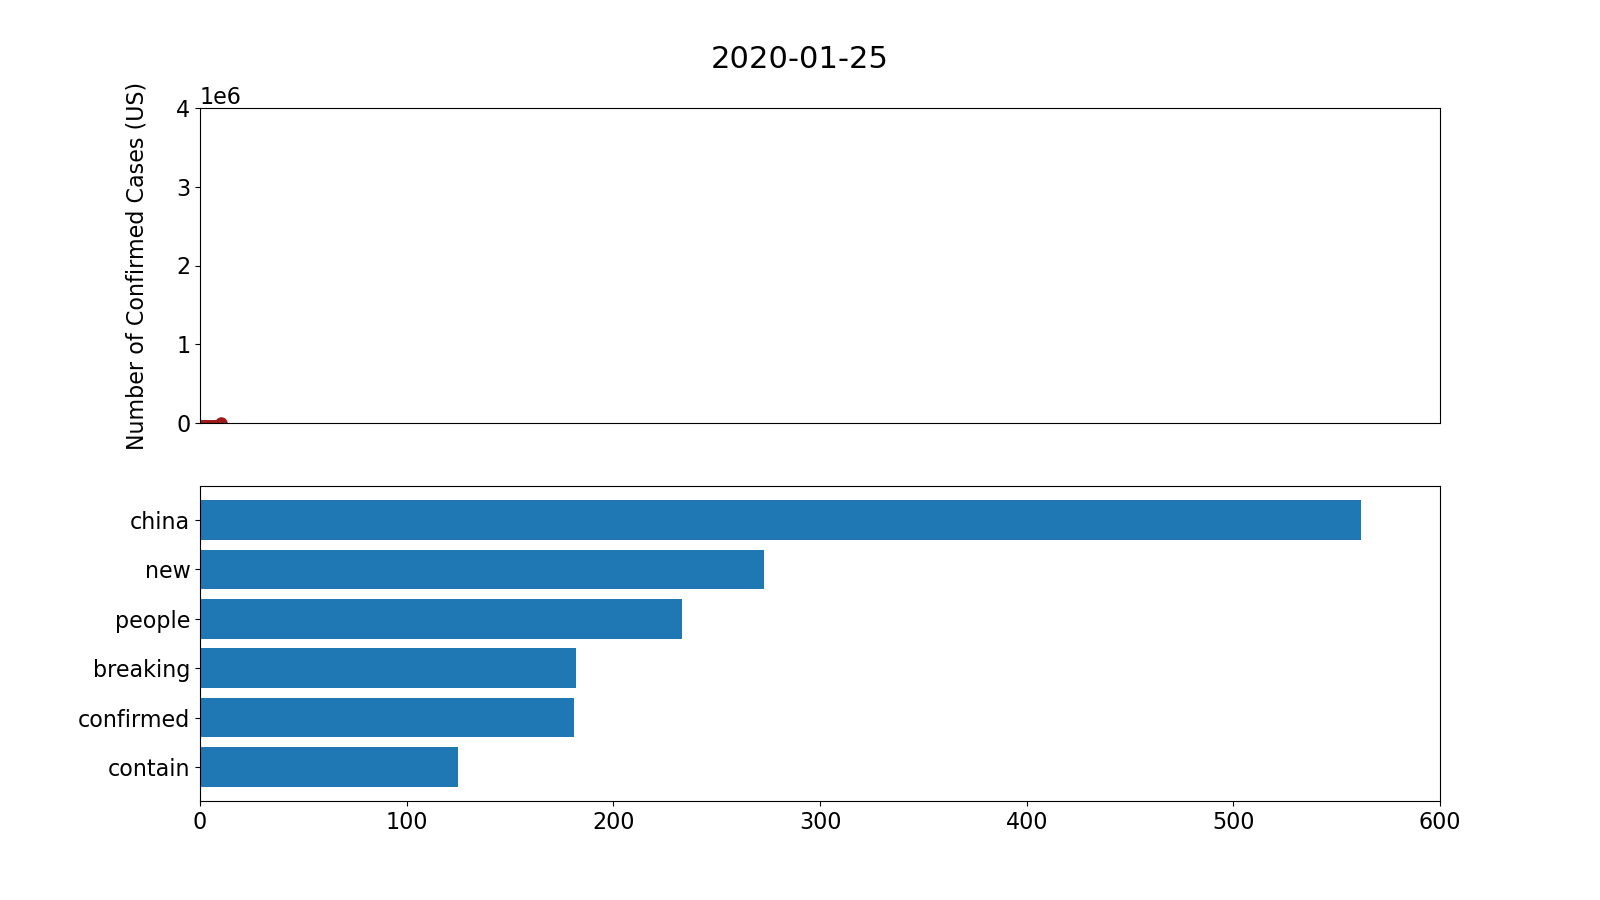 2020-01-25
1e6
Number of Confirmed Cases (US)
4
3
2
1
0
china
new
people
breaking
confirmed
contain
0 100 200 300 400 500 600